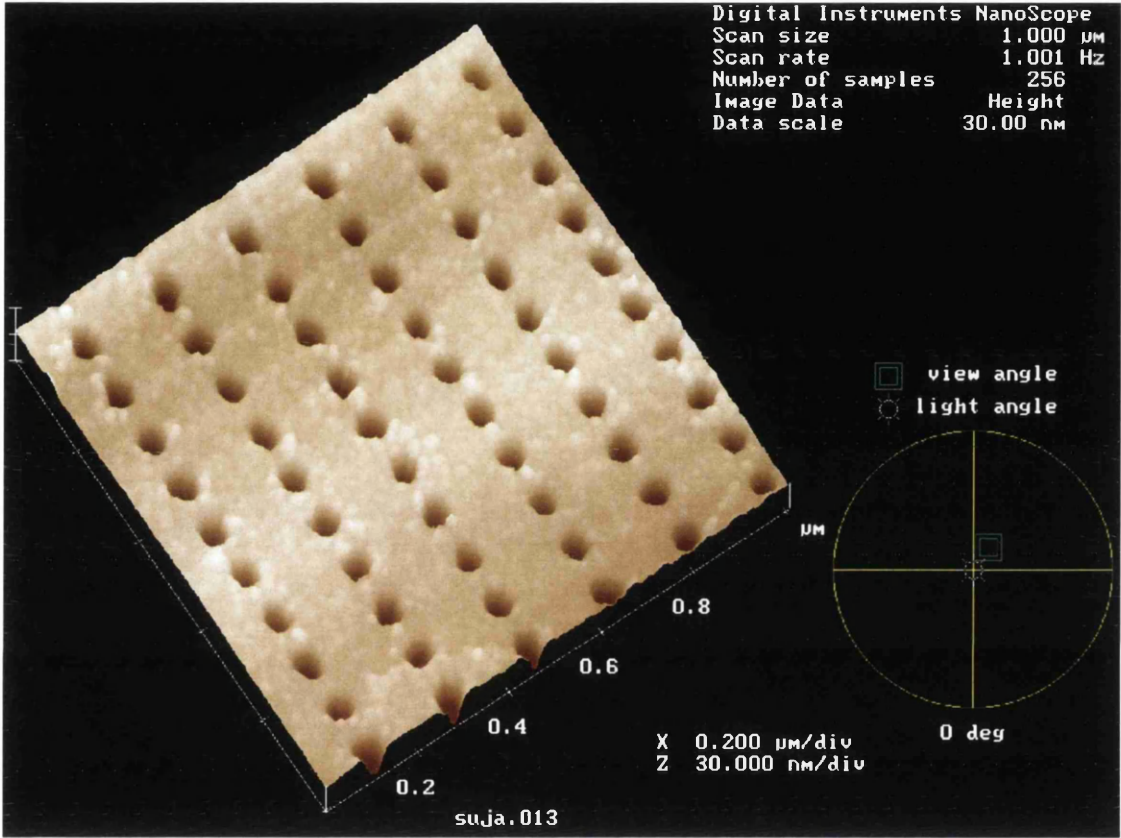 Digital Instruments NanoScope
Scan size 1.000 µm
Scan rate 1.001 Hz
Number of samples 256
Image Data Height
Data scale 30.00 nm
view angle
light angle
µm
0.8
0.6
0.4
0.2
0 deg
X 0.200 µm/div
Z 30.000 nm/div
suja.013